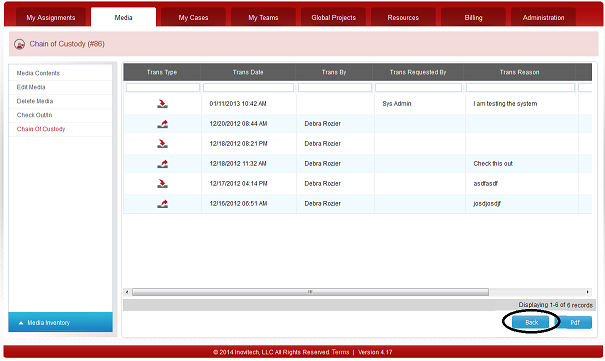 My Assignments Media My Cases My Teams Global Projects Resources Billing Administration
Chain of Custody (#86)
Media Contents
Edit Media
Delete Media
Check Out/In
Chain Of Custody
Media Inventory
Trans Type Trans Date Trans By Trans Requested By Trans Reason
01/11/2013 10:42 AM Sys Admin I am testing the system
12/20/2012 08:44 AM Debra Rozier
12/18/2012 08:21 PM Debra Rozier
12/18/2012 11:32 AM Debra Rozier Check this out
12/17/2012 04:14 PM Debra Rozier asdfasdf
12/16/2012 06:51 AM Debra Rozier josdjosdjf
Displaying 1-6 of 6 records
Back Pdf
© 2014 Inovitech, LLC All Rights Reserved. Terms | Version 4.17